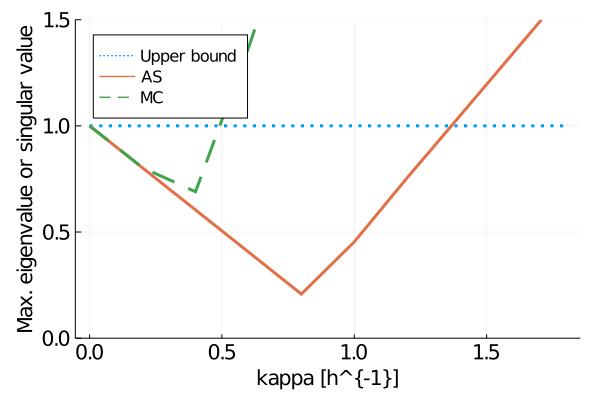 1.5
Upper bound
AS
MC
1.0
0.5
0.0
Max. eigenvalue or singular value
0.0 0.5 1.0 1.5
kappa [h^{-1}]